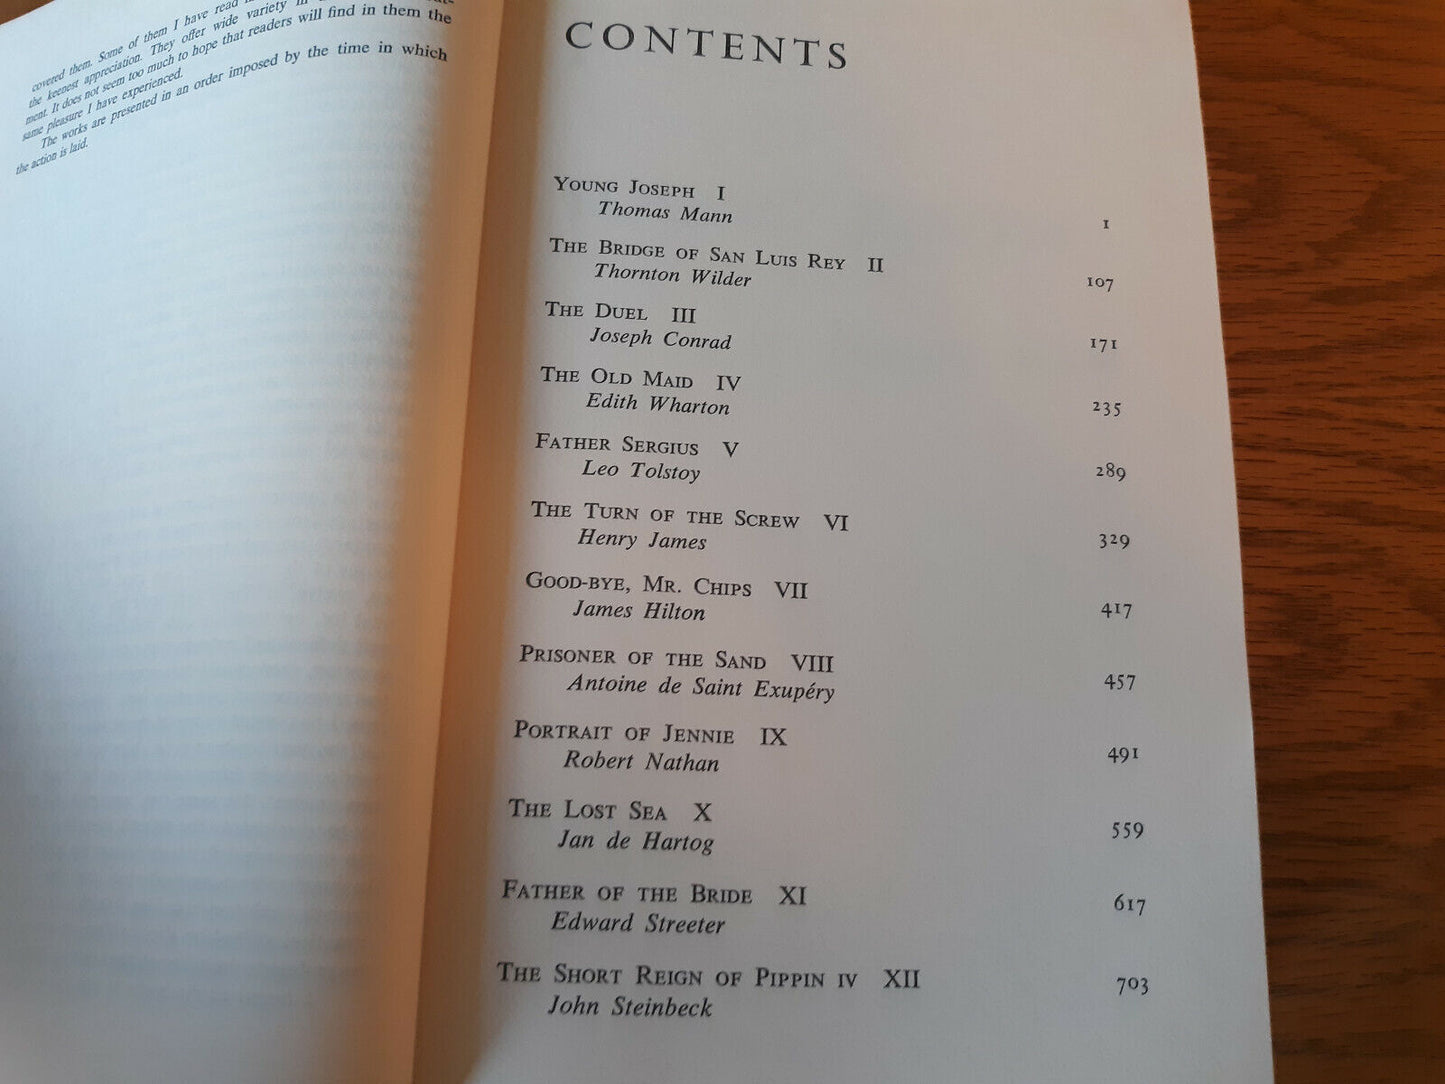 covered them. Some of them I have read
the keenest appreciation. They offer wide variety in
ment. It does not seem too much to hope that readers will find in them the
same pleasure I have experienced.
The works are presented in an order imposed by the time in which
the action is laid.
CONTENTS
YOUNG JOSEPH I
Thomas Mann 1
THE BRIDGE OF SAN LUIS REY II
Thornton Wilder 107
THE DUEL III
Joseph Conrad 171
THE OLD MAID IV
Edith Wharton 235
FATHER SERGIUS V
Leo Tolstoy 289
THE TURN OF THE SCREW VI
Henry James 329
GOOD-BYE, MR. CHIPS VII
James Hilton 417
PRISONER OF THE SAND VIII
Antoine de Saint Exupéry 457
PORTRAIT OF JENNIE IX
Robert Nathan 491
THE LOST SEA X
Jan de Hartog 559
FATHER OF THE BRIDE XI
Edward Streeter 617
THE SHORT REIGN OF PIPPIN IV XII
John Steinbeck 703